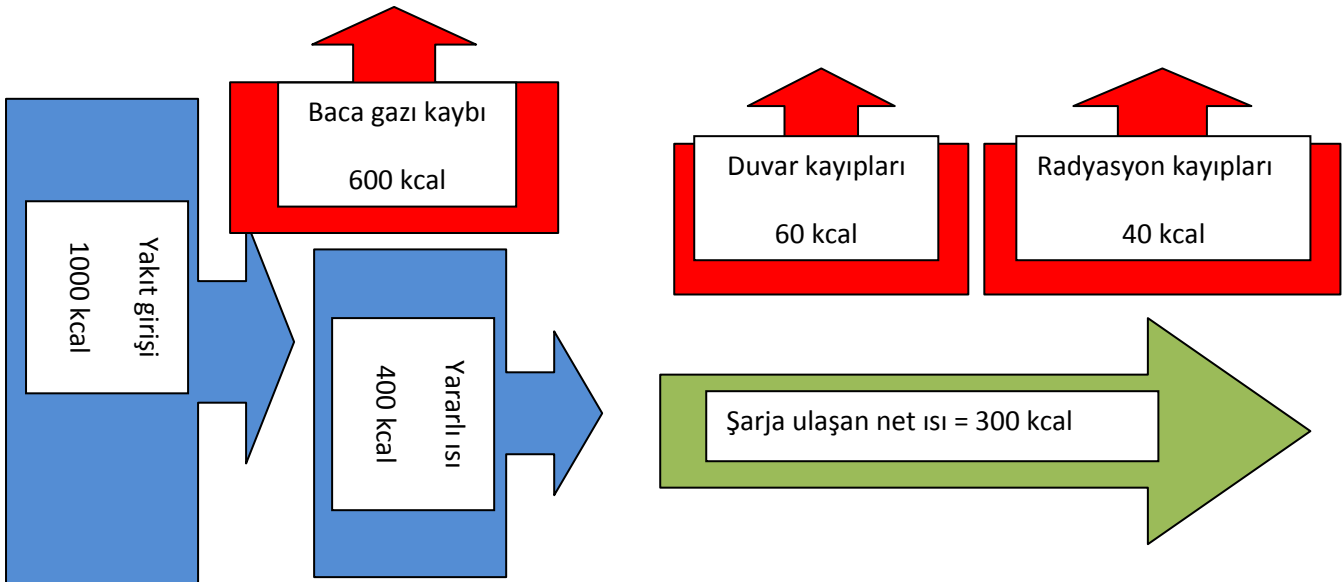 Yakıt girişi
1000 kcal
Baca gazı kaybı
600 kcal
Yararlı ısı
400 kcal
Duvar kayıpları
60 kcal
Radyasyon kayıpları
40 kcal
Şarja ulaşan net ısı = 300 kcal